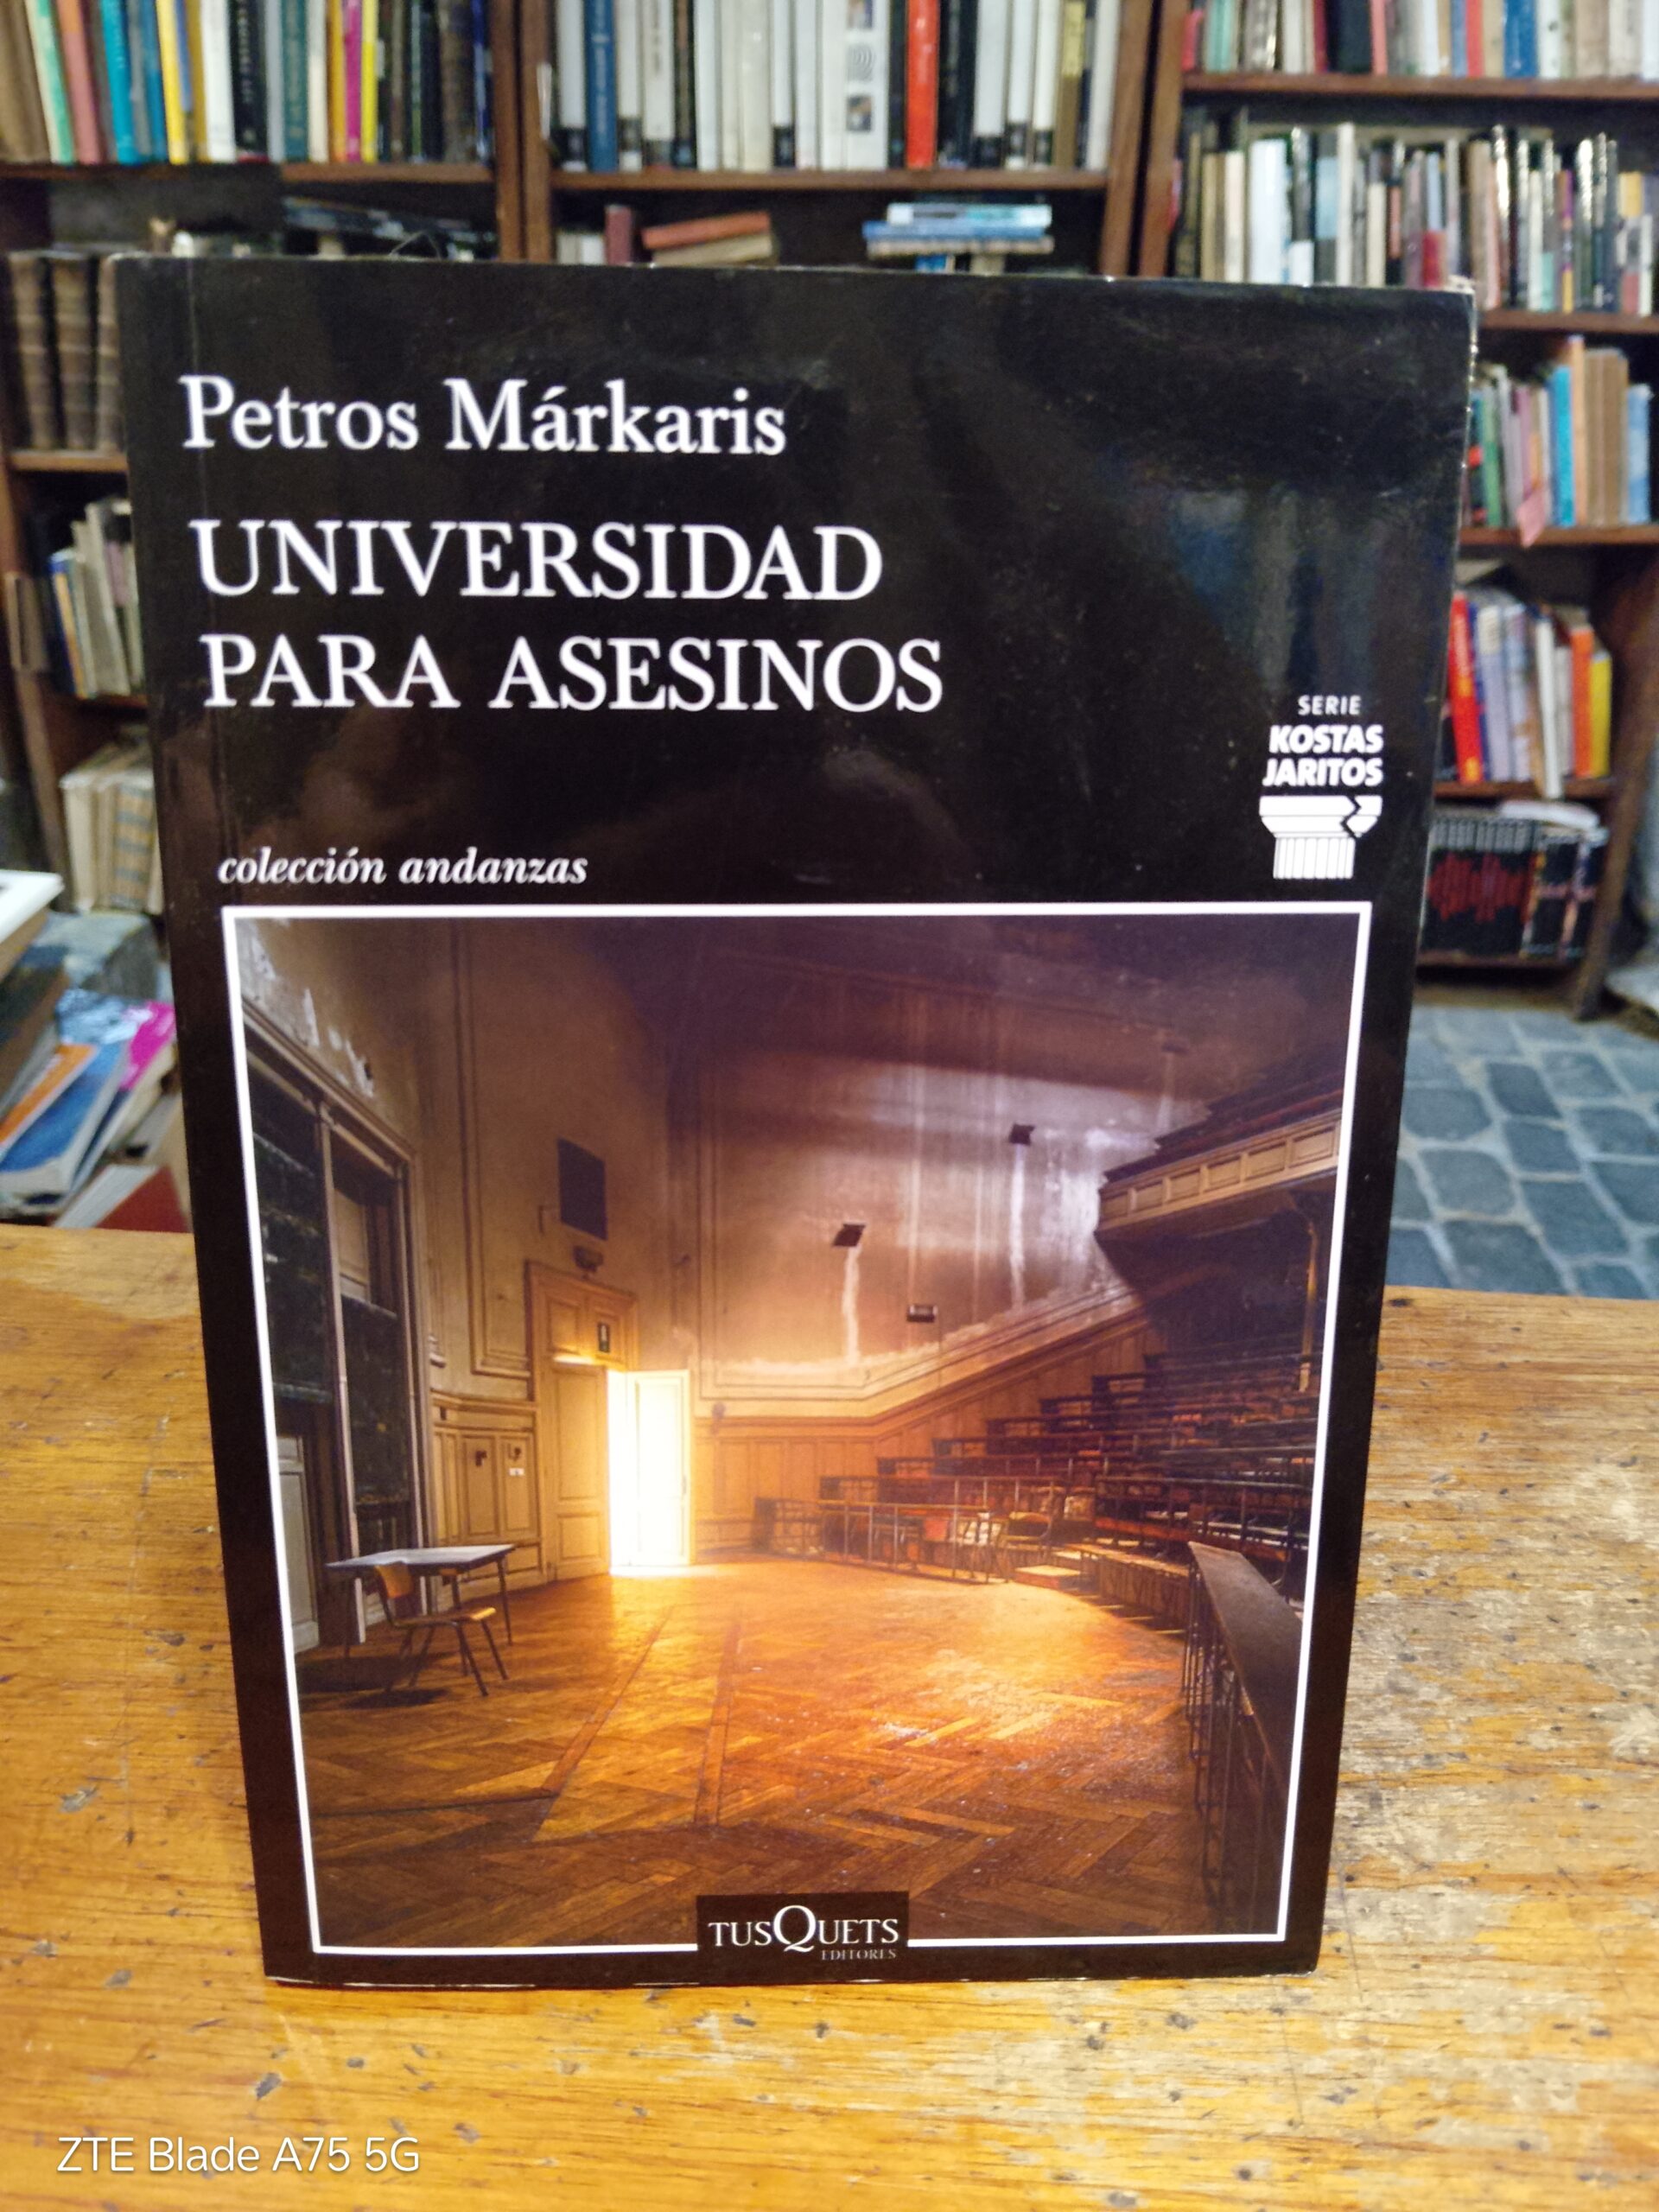 Petros Márkaris
UNIVERSIDAD
PARA ASESINOS
SERIE
KOSTAS
JARITOS
colección andanzas
TUSQUETS
EDITORES
ZTE Blade A75 5G